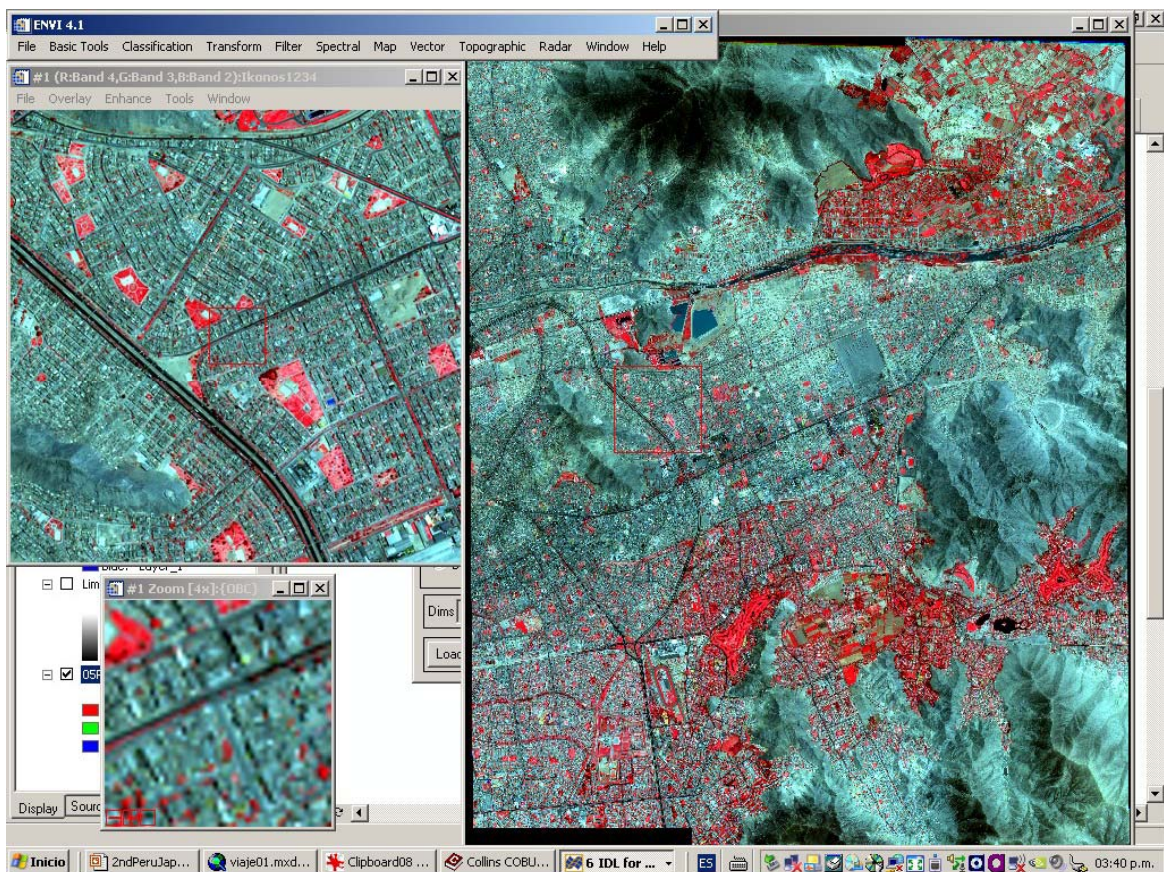 ENVI 4.1
File Basic Tools Classification Transform Filter Spectral Map Vector Topographic Radar Window Help
#1 (R:Band 4,G:Band 3,B:Band 2):Ikonos1234
File Overlay Enhance Tools Window
Lim
#1 Zoom [4x]:{OBC}
Dims
Load
Display Sourc
Inicio 2ndPeruJap... viaje01.mxd... Clipboard08 ... Collins COBU... 6 IDL for ... ES 03:40 p.m.